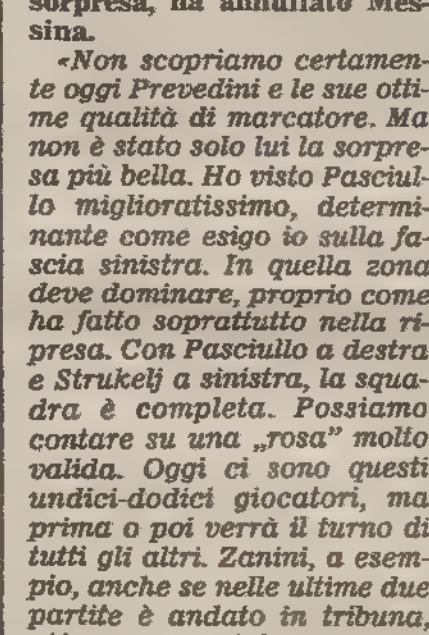 sorpresa, ha annullato Mes-
sina.
«Non scopriamo certamen-
te oggi Prevedini e le sue otti-
me qualità di marcatore. Ma
non è stato solo lui la sorpre-
sa più bella. Ho visto Pasciul-
lo miglioratissimo, determi-
nante come esigo io sulla fa-
scia sinistra. In quella zona
deve dominare, proprio come
ha fatto soprattutto nella ri-
presa. Con Pasciullo a destra
e Strukelj a sinistra, la squa-
dra è completa. Possiamo
contare su una „rosa” molto
valida. Oggi ci sono questi
undici-dodici giocatori, ma
prima o poi verrà il turno di
tutti gli altri. Zanini, a esem-
pio, anche se nelle ultime due
partite è andato in tribuna,